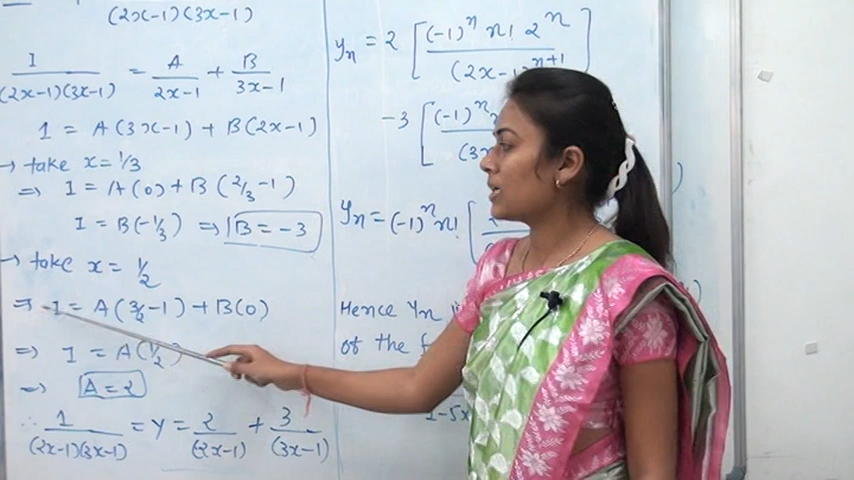 (2x-1)(3x-1)
1/(2x-1)(3x-1) = A/2x-1 + B/3x-1
1 = A(3x-1) + B(2x-1)
→ take x = 1/3
⇒ 1 = A(0) + B(2/3-1)
1 = B(-1/3) ⇒ B = -3
→ take x = 1/2
⇒ 1 = A(3/2-1) + B(0)
⇒ 1 = A(1/2)
⇒ A = 2
∴ 1/(2x-1)(3x-1) = y = 2/(2x-1) + 3/(3x-1)
yn = 2 [ (-1)^n n! 2^n / (2x-1)^n+1 ]
-3 [ (-1)^n
(3x
yn = (-1)^n n! [
Hence yn
of the
1-5x